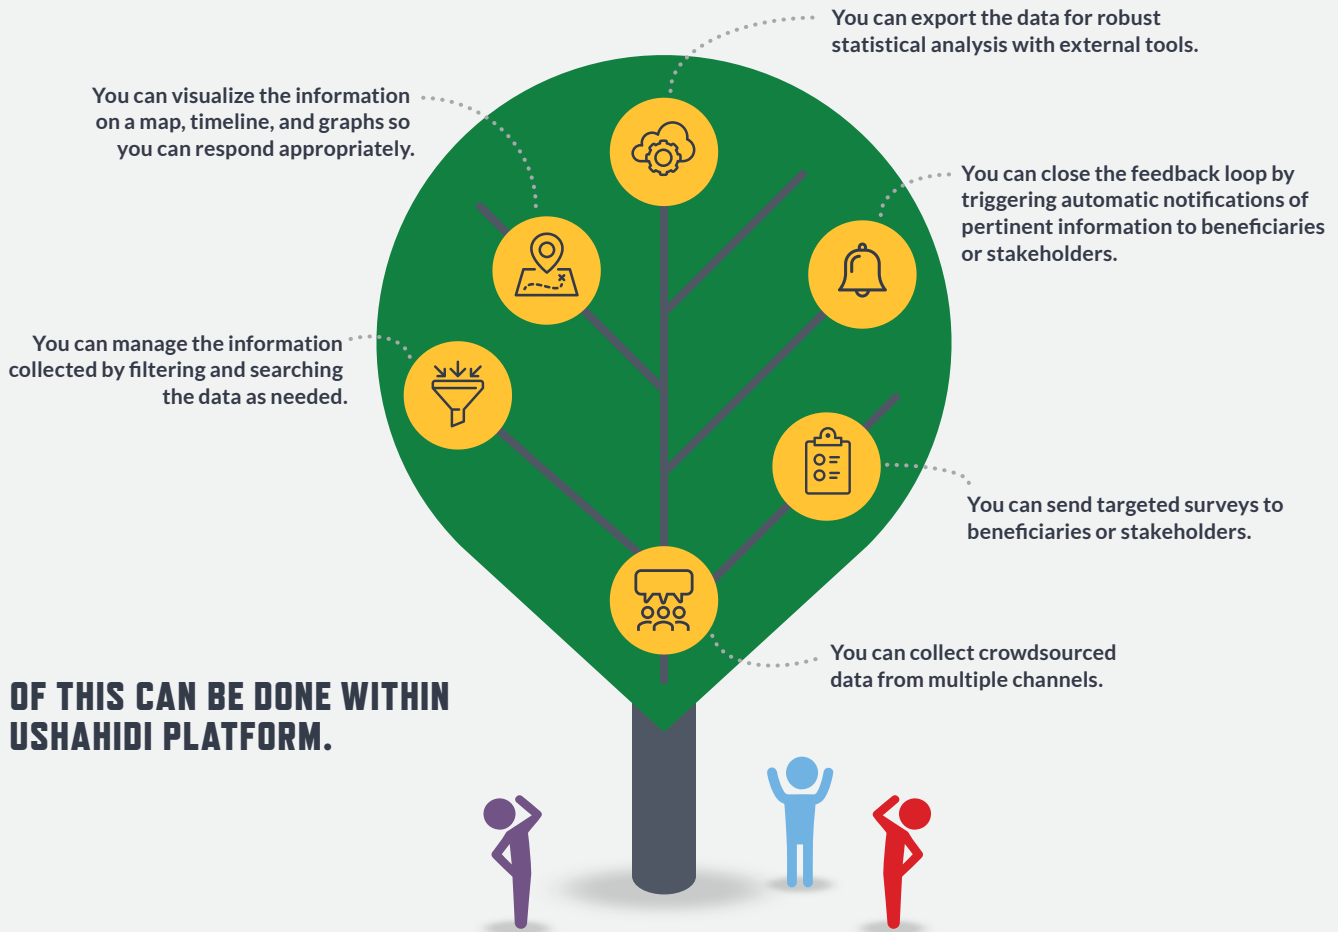 You can export the data for robust
statistical analysis with external tools.
You can visualize the information
on a map, timeline, and graphs so
you can respond appropriately.
You can close the feedback loop by
triggering automatic notifications of
pertinent information to beneficiaries
or stakeholders.
You can manage the information
collected by filtering and searching
the data as needed.
You can send targeted surveys to
beneficiaries or stakeholders.
You can collect crowdsourced
data from multiple channels.
OF THIS CAN BE DONE WITHIN
USHAHIDI PLATFORM.